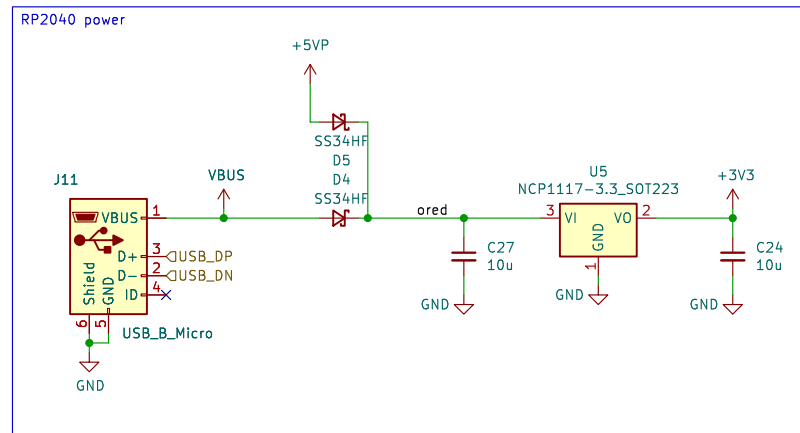 RP2040 power
+5VP
SS34HF
D5
D4
SS34HF
J11
VBUS
VBUS
1
D+
3
USB_DP
D-
2
USB_DN
ID
4
Shield
GND
6
5
USB_B_Micro
GND
ored
C27
10u
GND
U5
NCP1117-3.3_SOT223
3
VI
VO
2
GND
1
GND
+3V3
C24
10u
GND